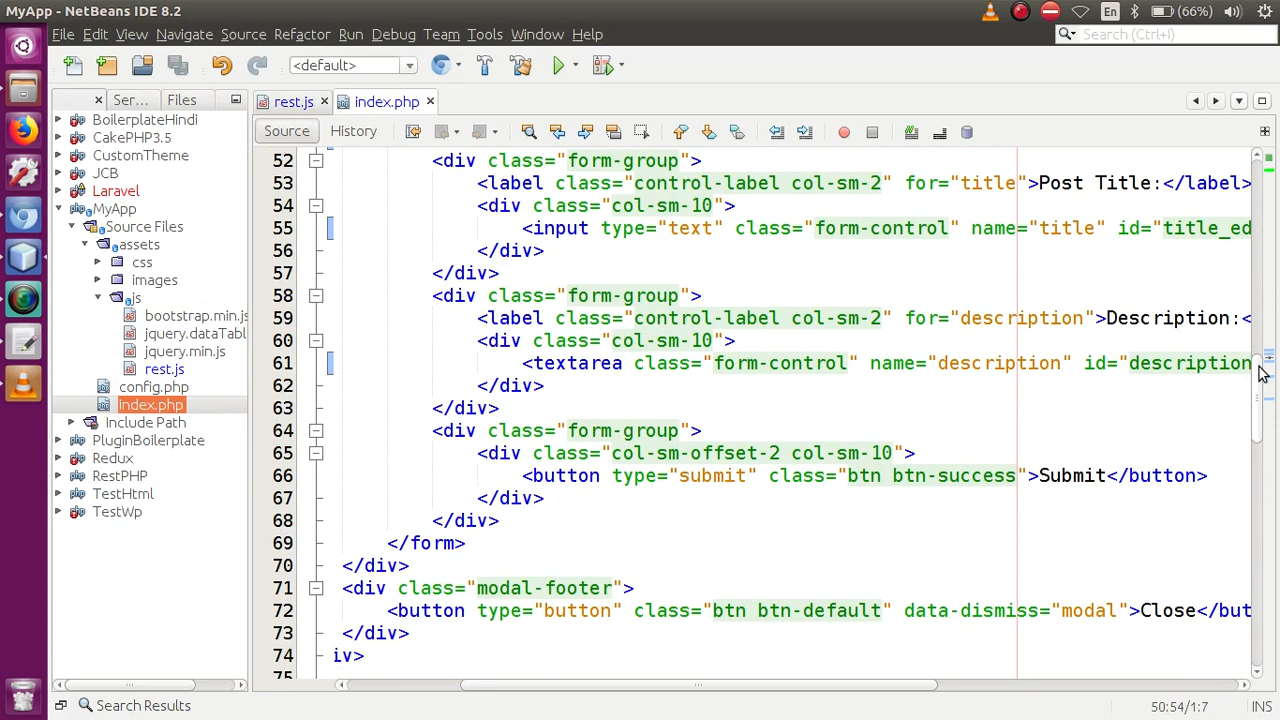 MyApp - NetBeans IDE 8.2
En
(66%)
File Edit View Navigate Source Refactor Run Debug Team Tools Window Help
Search (Ctrl+I)
<default>
Ser... Files
rest.js index.php
Source History
BoilerplateHindi
CakePHP3.5
CustomTheme
JCB
Laravel
MyApp
Source Files
assets
css
images
js
bootstrap.min.js
jquery.dataTabl
jquery.min.js
rest.js
config.php
index.php
Include Path
PluginBoilerplate
Redux
RestPHP
TestHtml
TestWp
52 <div class="form-group">
53 <label class="control-label col-sm-2" for="title">Post Title:</label>
54 <div class="col-sm-10">
55 <input type="text" class="form-control" name="title" id="title_ed
56 </div>
57 </div>
58 <div class="form-group">
59 <label class="control-label col-sm-2" for="description">Description:<
60 <div class="col-sm-10">
61 <textarea class="form-control" name="description" id="description
62 </div>
63 </div>
64 <div class="form-group">
65 <div class="col-sm-offset-2 col-sm-10">
66 <button type="submit" class="btn btn-success">Submit</button>
67 </div>
68 </div>
69 </form>
70 </div>
71 <div class="modal-footer">
72 <button type="button" class="btn btn-default" data-dismiss="modal">Close</but
73 </div>
74 iv>
75
Search Results
50:54/1:7 INS